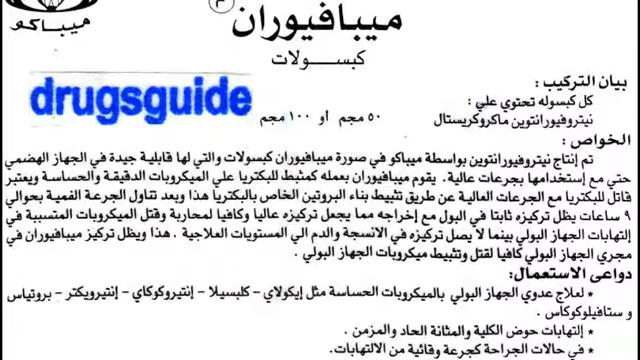 ميباكو
٣
ميبافيوران
كبســـولات
drugsguide
بيان التركيب :
كل كبسوله تحتوي علي :
نيتروفيورانتوين ماكروكريستال ٥٠ مجم او ١٠٠ مجم
الخواص :
تم إنتاج نيتروفيورانتوين بواسطة ميباكو في صورة ميبافيوران كبسولات والتي لها قابلية جيدة في الجهاز الهضمي
حتي مع إستخدامها بجرعات عالية. يقوم ميبافيوران بعمله كمثبط للبكتريا علي الميكروبات الدقيقة والحساسة ويعتبر
قاتل للبكتريا مع الجرعات العالية عن طريق تثبيط بناء البروتين الخاص بالبكتريا هذا وبعد تناول الجرعة الفمية بحوالي
٩ ساعات يظل تركيزه ثابتا في البول مع إخراجه مما يجعل تركيزه عاليا وكافيا لمحاربة وقتل الميكروبات المتسببة في
إلتهابات الجهاز البولي بينما لا يصل تركيزه في الانسجة والدم الي المستويات العلاجية . هذا ويظل تركيز ميبافيوران في
مجري الجهاز البولي كافيا لقتل وتثبيط ميكروبات الجهاز البولي .
دواعى الاستعمال:
* لعلاج عدوي الجهاز البولي بالميكروبات الحساسة مثل إيكولاي – كلبسيلا – إنتيروكوكاي – إنتيرويكتر – بروتياس
و ستافيلوكوكاس .
* إلتهابات حوض الكلية والمثانة الحاد والمزمن .
* في حالات الجراحة كجرعة وقائية من الالتهابات.